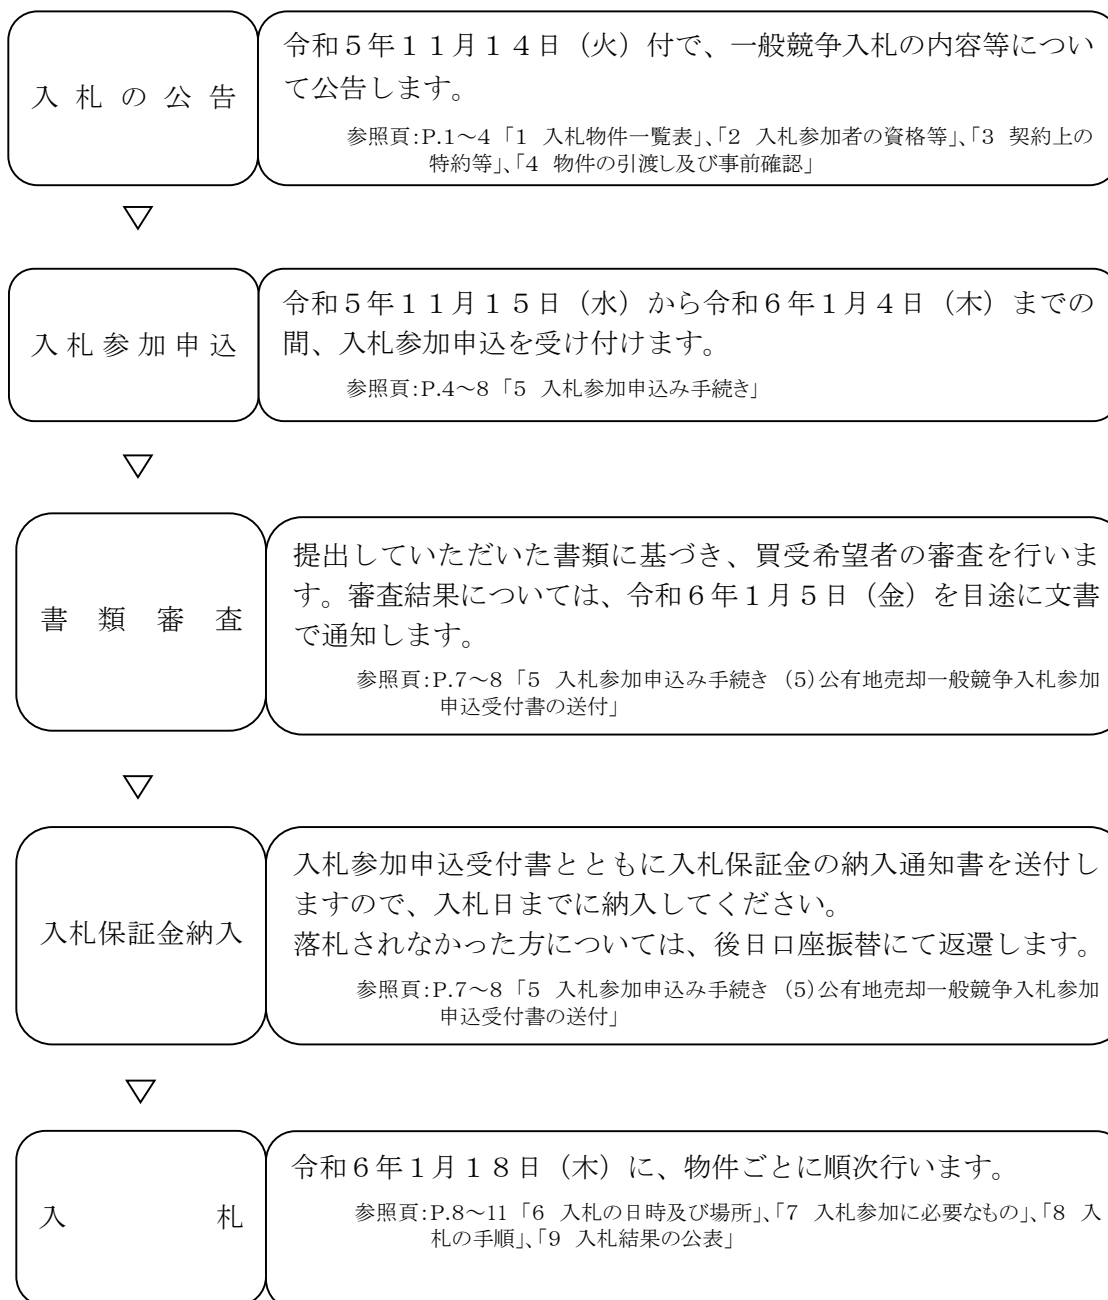 入札の公告
令和５年１１月１４日（火）付で、一般競争入札の内容等につい
て公告します。
参照頁:P.1～4「1 入札物件一覧表」、「2 入札参加者の資格等」、「3 契約上の
特約等」、「4 物件の引渡し及び事前確認」
▽
入札参加申込
令和５年１１月１５日（水）から令和６年１月４日（木）までの
間、入札参加申込を受け付けます。
参照頁:P.4～8「5 入札参加申込み手続き」
▽
書類審査
提出していただいた書類に基づき、買受希望者の審査を行いま
す。審査結果については、令和６年１月５日（金）を目途に文書
で通知します。
参照頁:P.7～8「5 入札参加申込み手続き (5)公有地売却一般競争入札参加
申込受付書の送付」
▽
入札保証金納入
入札参加申込受付書とともに入札保証金の納入通知書を送付し
ますので、入札日までに納入してください。
落札されなかった方については、後日口座振替にて返還します。
参照頁:P.7～8「5 入札参加申込み手続き (5)公有地売却一般競争入札参加
申込受付書の送付」
▽
入札
令和６年１月１８日（木）に、物件ごとに順次行います。
参照頁:P.8～11「6 入札の日時及び場所」、「7 入札参加に必要なもの」、「8 入
札の手順」、「9 入札結果の公表」